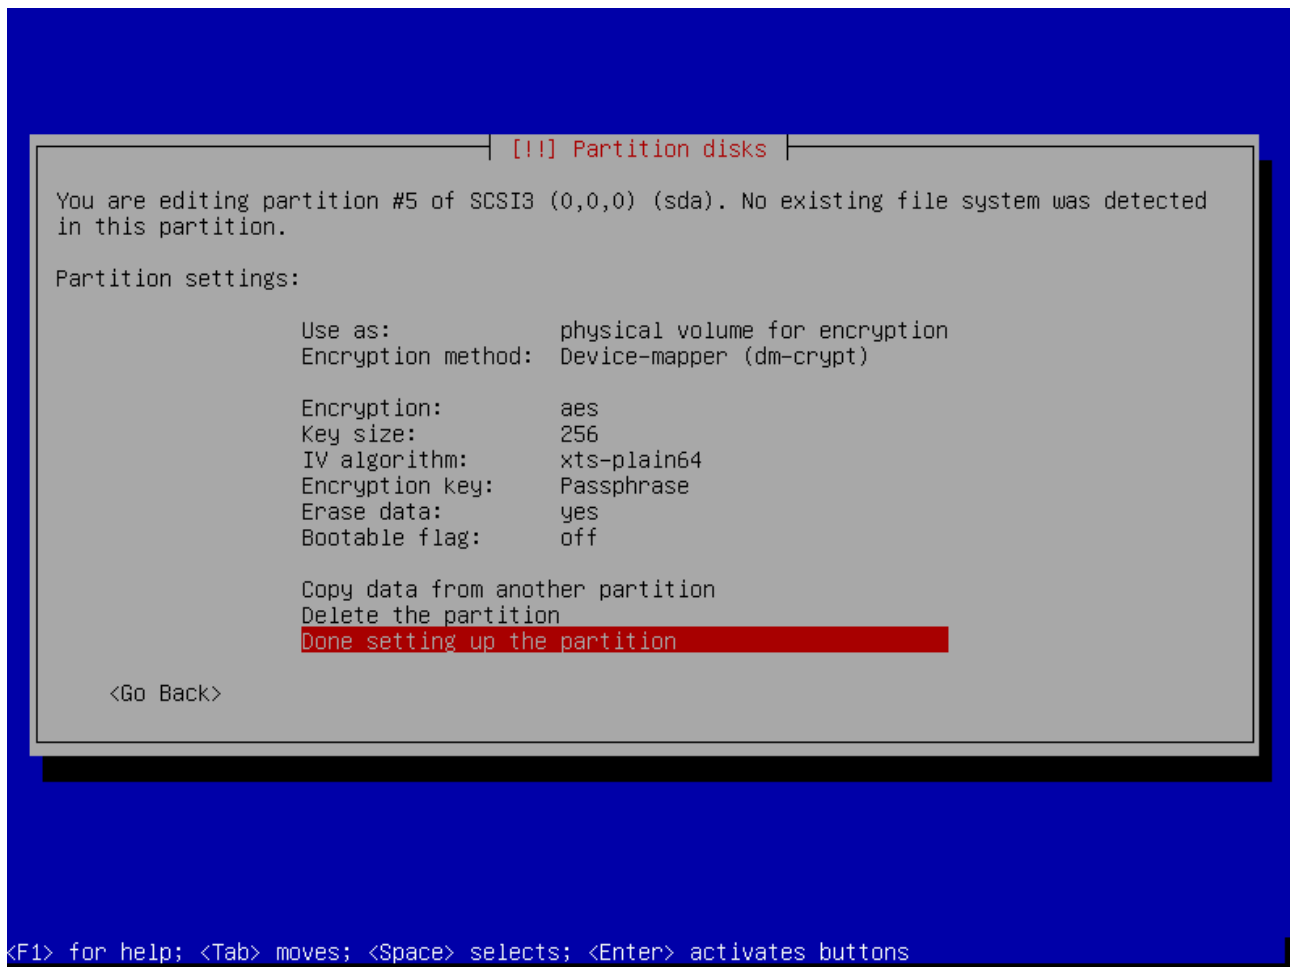 [!!] Partition disks
You are editing partition #5 of SCSI3 (0,0,0) (sda). No existing file system was detected
in this partition.
Partition settings:
Use as: physical volume for encryption
Encryption method: Device-mapper (dm-crypt)
Encryption: aes
Key size: 256
IV algorithm: xts-plain64
Encryption key: Passphrase
Erase data: yes
Bootable flag: off
Copy data from another partition
Delete the partition
Done setting up the partition
<Go Back>
<F1> for help; <Tab> moves; <Space> selects; <Enter> activates buttons